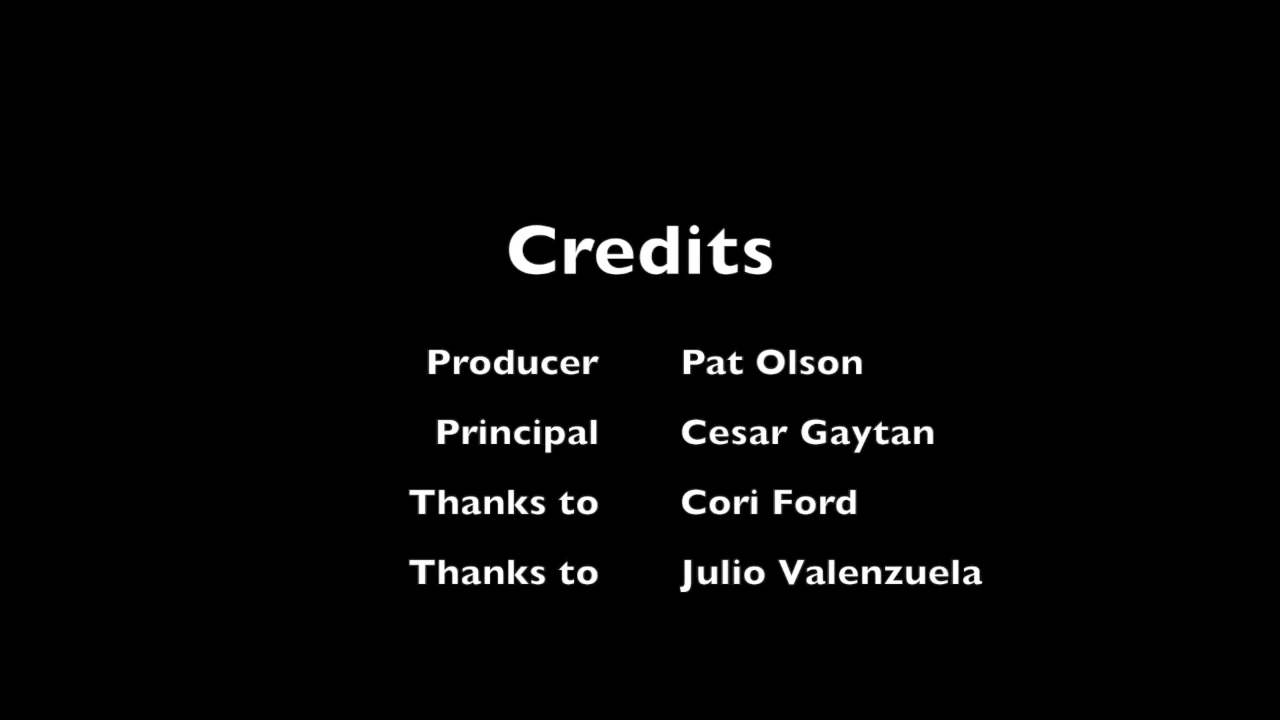 Credits
Producer Pat Olson
Principal Cesar Gaytan
Thanks to Cori Ford
Thanks to Julio Valenzuela